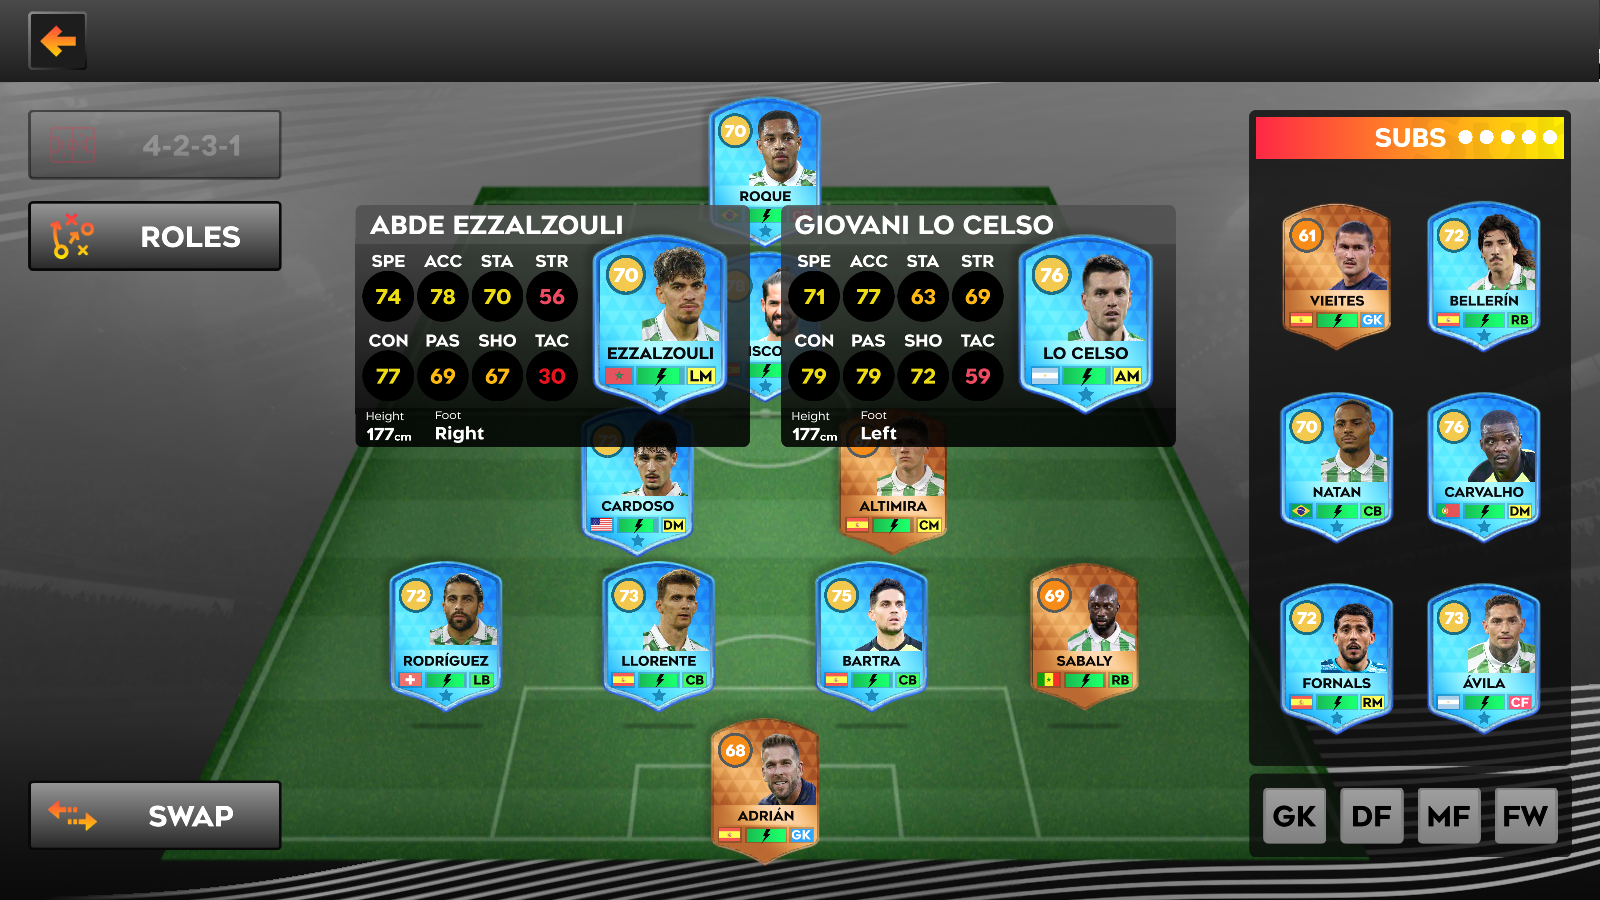 4-2-3-1
ROLES
SWAP
70
ROQUE
ABDE EZZALZOULI
SPE ACC STA STR
74 78 70 56
CON PAS SHO TAC
77 69 67 30
Height Foot
177cm Right
70
EZZALZOULI
LM
78
ISCO
GIOVANI LO CELSO
SPE ACC STA STR
71 77 63 69
CON PAS SHO TAC
79 79 72 59
Height Foot
177cm Left
76
LO CELSO
AM
72
CARDOSO
DM
ALTIMIRA
CM
72
RODRÍGUEZ
LB
73
LLORENTE
CB
75
BARTRA
CB
69
SABALY
RB
68
ADRIÁN
GK
SUBS
61
VIEITES
GK
72
BELLERÍN
RB
70
NATAN
CB
76
CARVALHO
DM
72
FORNALS
RM
73
ÁVILA
CF
GK DF MF FW